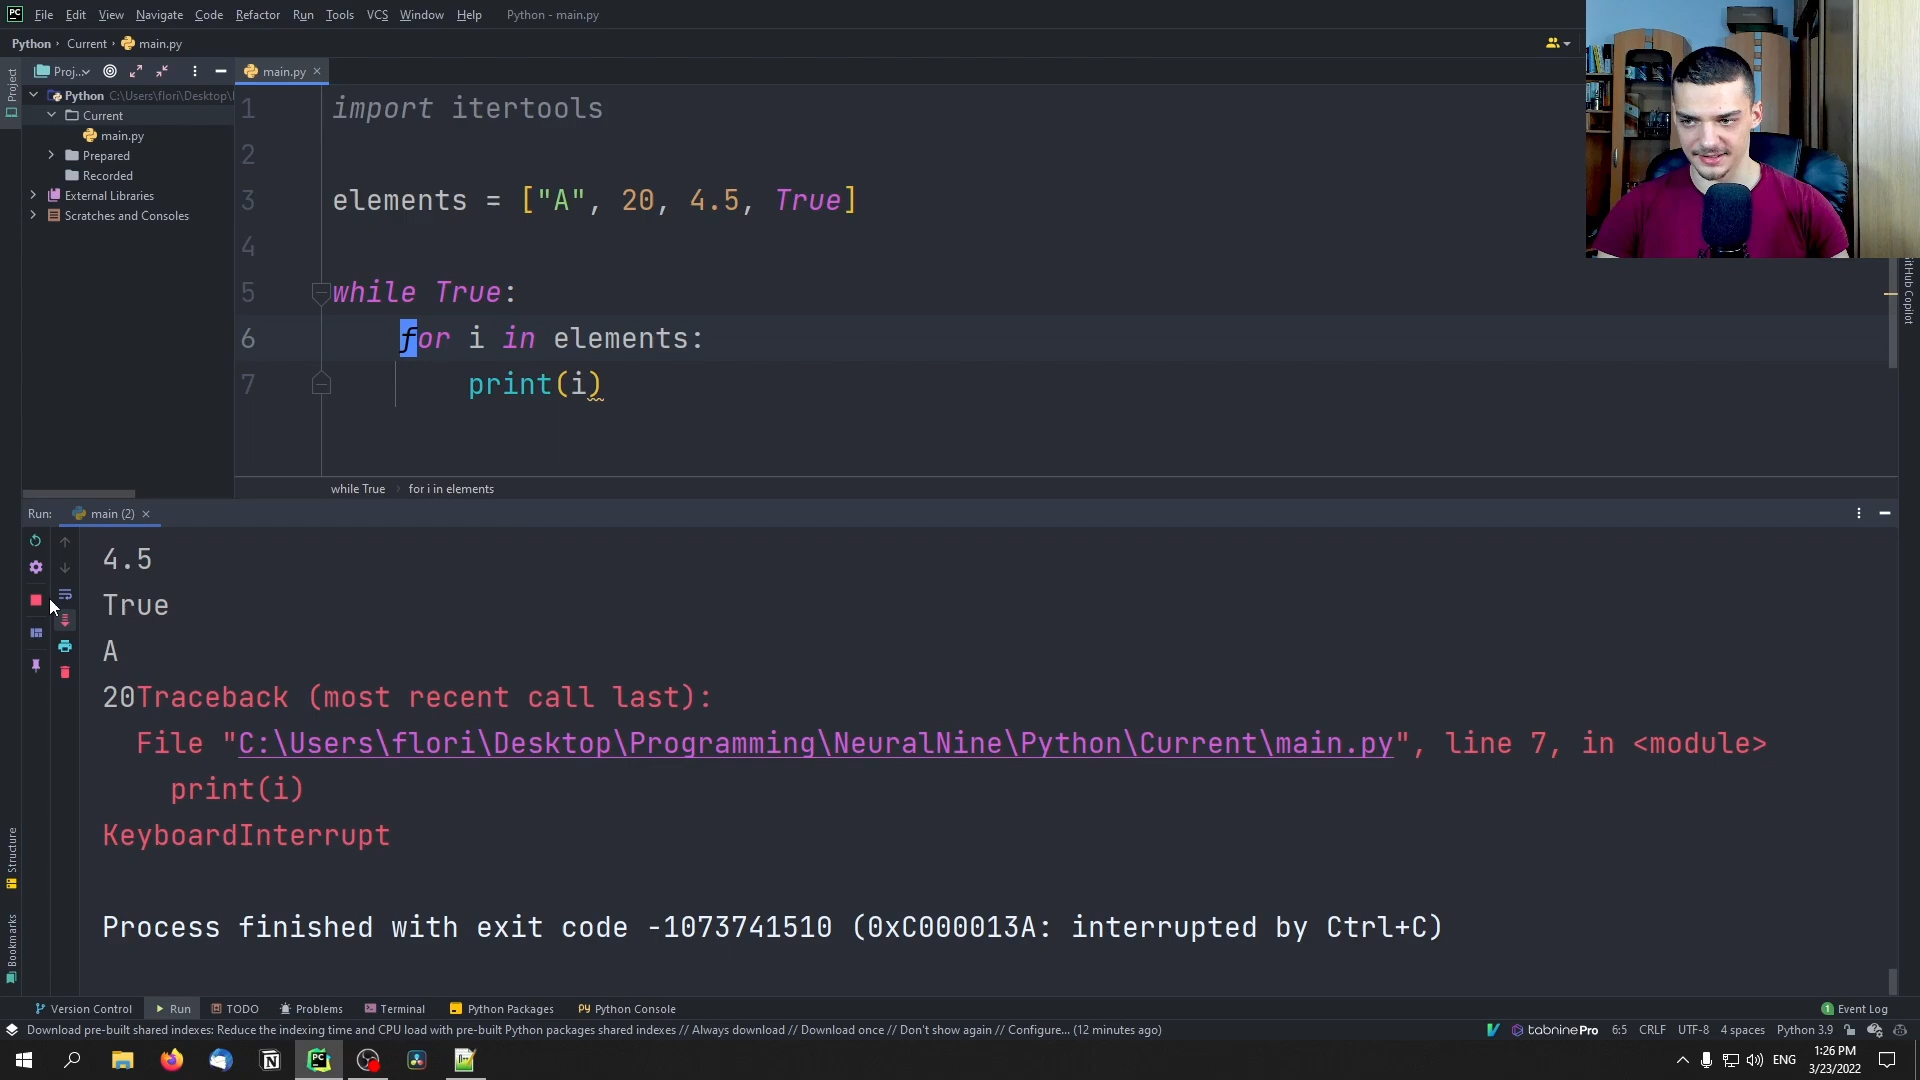 File Edit View Navigate Code Refactor Run Tools VCS Window Help Python - main.py
Python Current main.py
Project
Proj...
main.py
Python C:\Users\flori\Desktop\
Current
main.py
Prepared
Recorded
External Libraries
Scratches and Consoles
1 import itertools
2
3 elements = ["A", 20, 4.5, True]
4
5 while True:
6 for i in elements:
7 print(i)
while True for i in elements
Run: main (2)
4.5
True
A
20Traceback (most recent call last):
File "C:\Users\flori\Desktop\Programming\NeuralNine\Python\Current\main.py", line 7, in <module>
print(i)
KeyboardInterrupt
Process finished with exit code -1073741510 (0xC000013A: interrupted by Ctrl+C)
Structure
Bookmarks
Version Control Run TODO Problems Terminal Python Packages Python Console Event Log
Download pre-built shared indexes: Reduce the indexing time and CPU load with pre-built Python packages shared indexes // Always download // Download once // Don't show again // Configure... (12 minutes ago) tabninePro 6:5 CRLF UTF-8 4 spaces Python 3.9
ENG 1:26 PM
3/23/2022